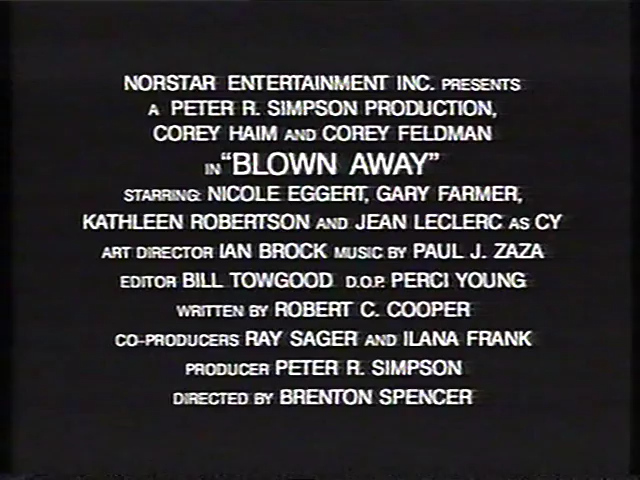 NORSTAR ENTERTAINMENT INC. PRESENTS
A PETER R. SIMPSON PRODUCTION,
COREY HAIM AND COREY FELDMAN
IN "BLOWN AWAY"
STARRING: NICOLE EGGERT, GARY FARMER,
KATHLEEN ROBERTSON AND JEAN LECLERC AS CY
ART DIRECTOR IAN BROCK MUSIC BY PAUL J. ZAZA
EDITOR BILL TOWGOOD D.O.P. PERCI YOUNG
WRITTEN BY ROBERT C. COOPER
CO-PRODUCERS RAY SAGER AND ILANA FRANK
PRODUCER PETER R. SIMPSON
DIRECTED BY BRENTON SPENCER